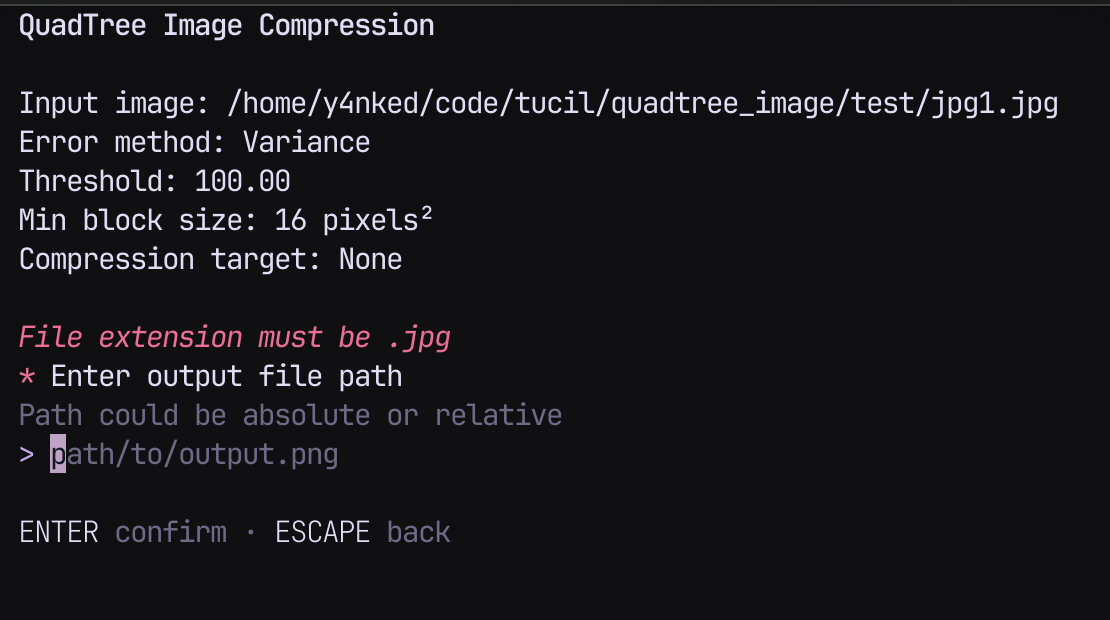 QuadTree Image Compression
Input image: /home/y4nked/code/tucil/quadtree_image/test/jpg1.jpg
Error method: Variance
Threshold: 100.00
Min block size: 16 pixels²
Compression target: None
File extension must be .jpg
* Enter output file path
Path could be absolute or relative
> path/to/output.png
ENTER confirm · ESCAPE back